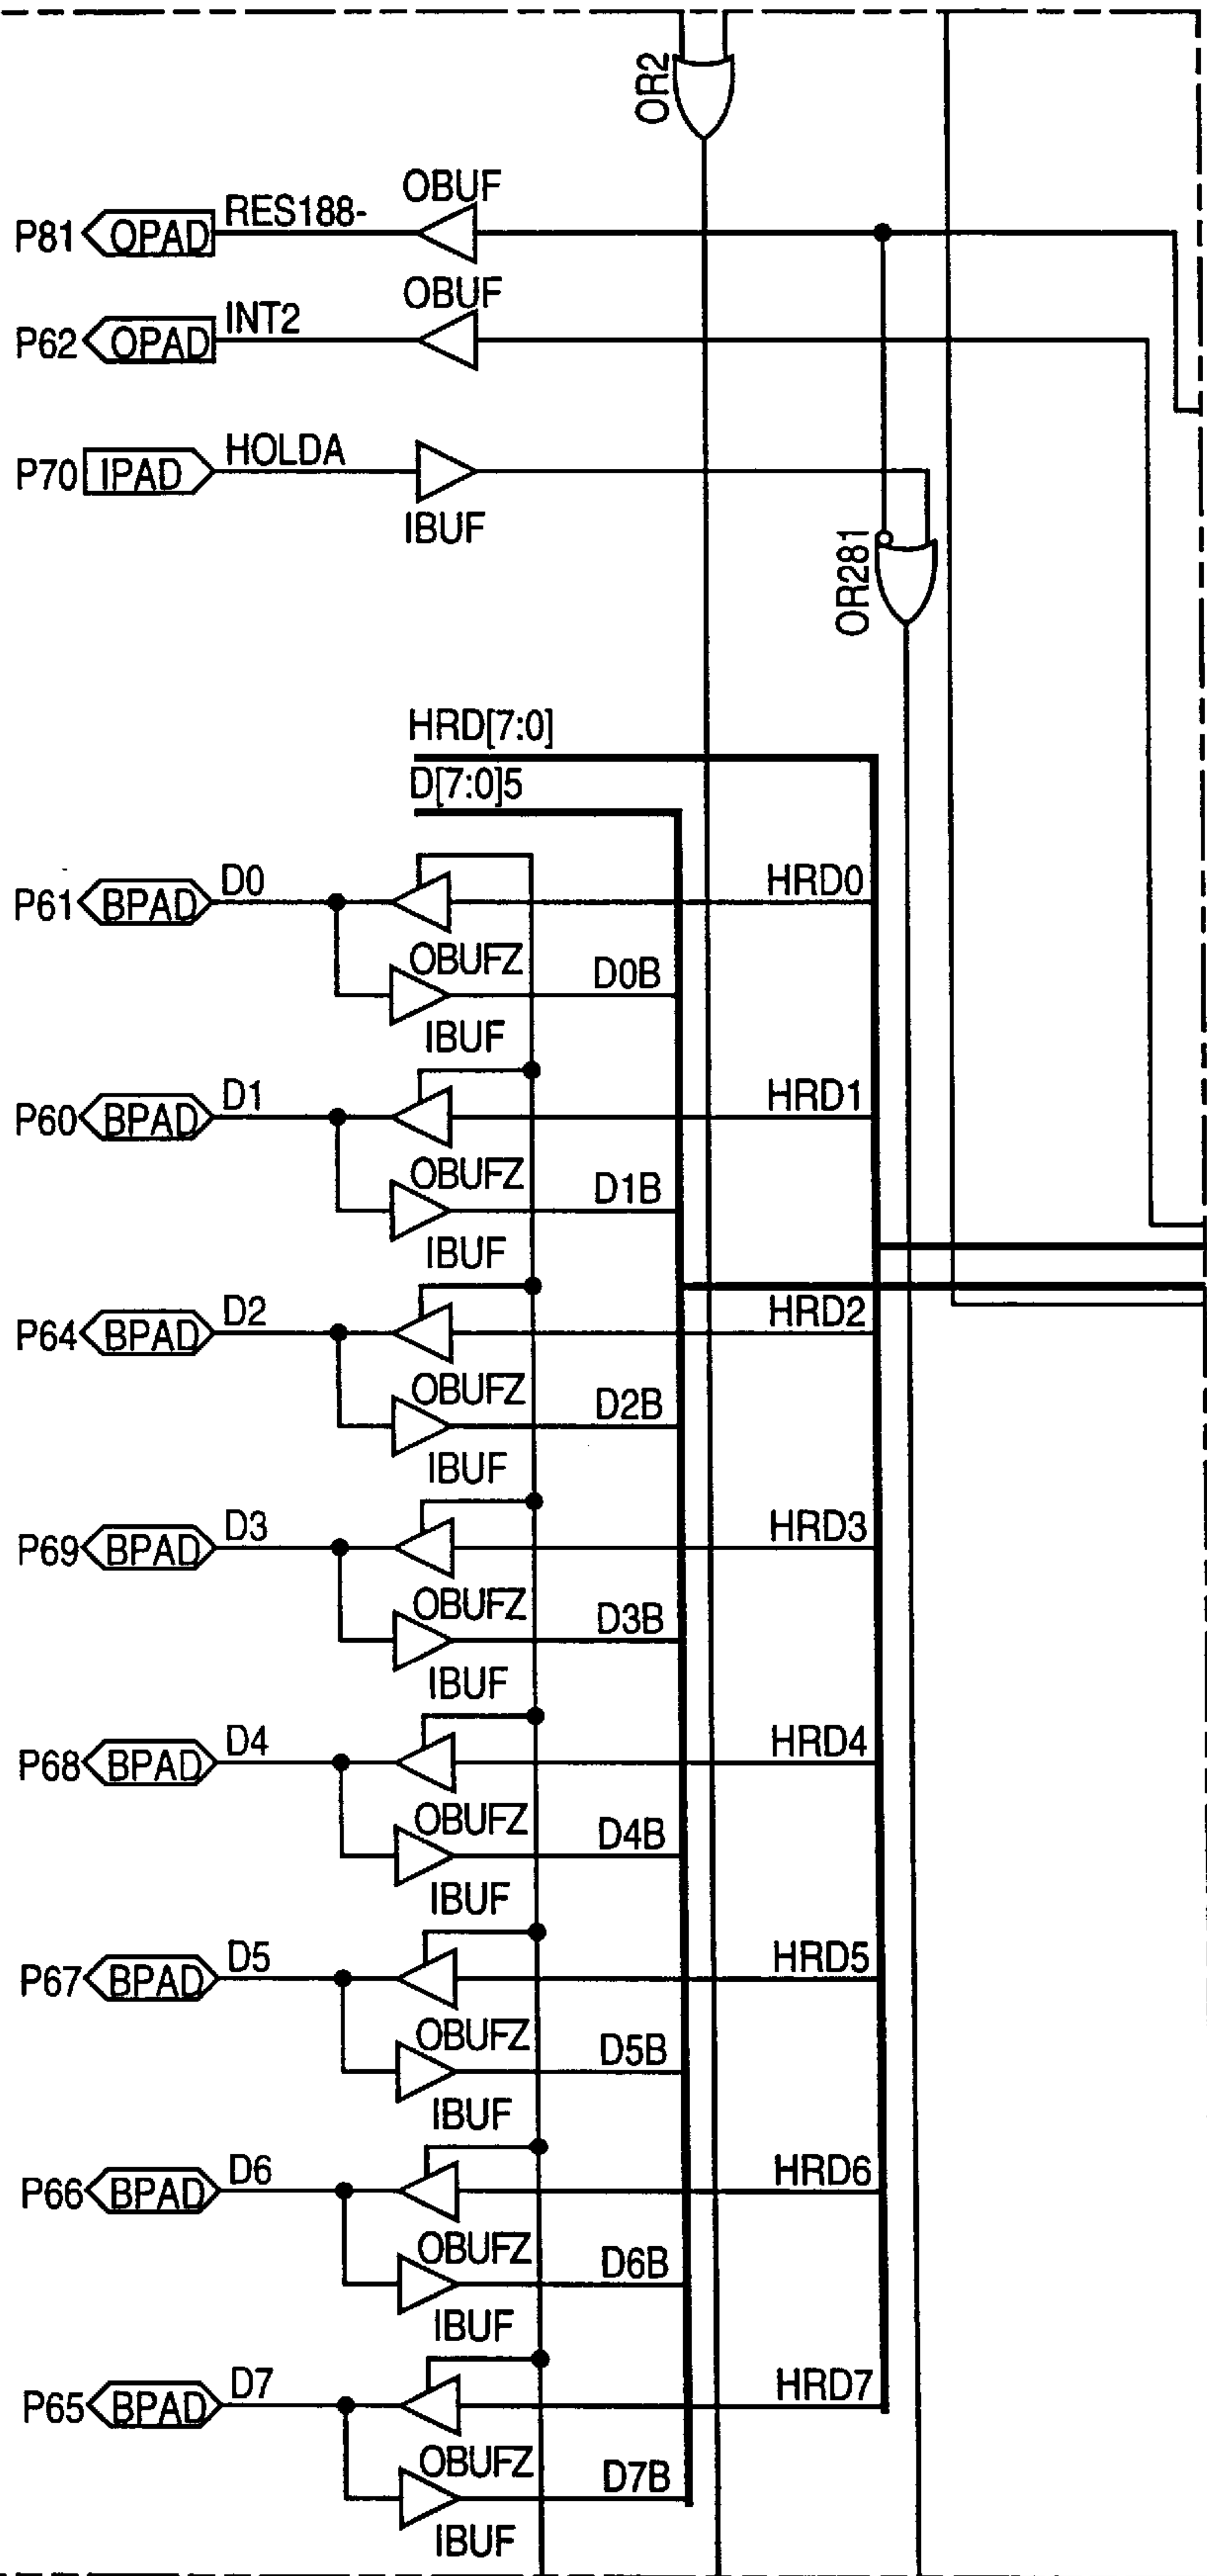 OR2
OBUF
P81 OPAD RES188-
OBUF
P62 OPAD INT2
P70 IPAD HOLDA
IBUF
OR281
HRD[7:0]
D[7:0]5
P61 BPAD D0 HRD0
OBUFZ D0B
IBUF
P60 BPAD D1 HRD1
OBUFZ D1B
IBUF
P64 BPAD D2 HRD2
OBUFZ D2B
IBUF
P69 BPAD D3 HRD3
OBUFZ D3B
IBUF
P68 BPAD D4 HRD4
OBUFZ D4B
IBUF
P67 BPAD D5 HRD5
OBUFZ D5B
IBUF
P66 BPAD D6 HRD6
OBUFZ D6B
IBUF
P65 BPAD D7 HRD7
OBUFZ D7B
IBUF